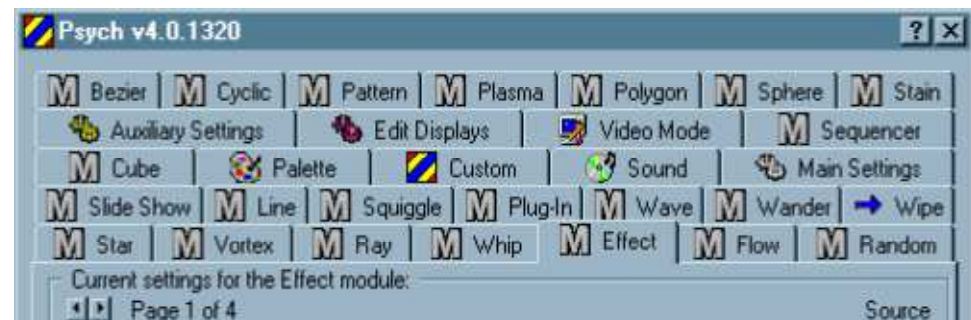 Psych v4.0.1320
Bezier Cyclic Pattern Plasma Polygon Sphere Stain
Auxiliary Settings Edit Displays Video Mode Sequencer
Cube Palette Custom Sound Main Settings
Slide Show Line Squiggle Plug-In Wave Wander Wipe
Star Vortex Ray Whip Effect Flow Random
Current settings for the Effect module:
Page 1 of 4 Source